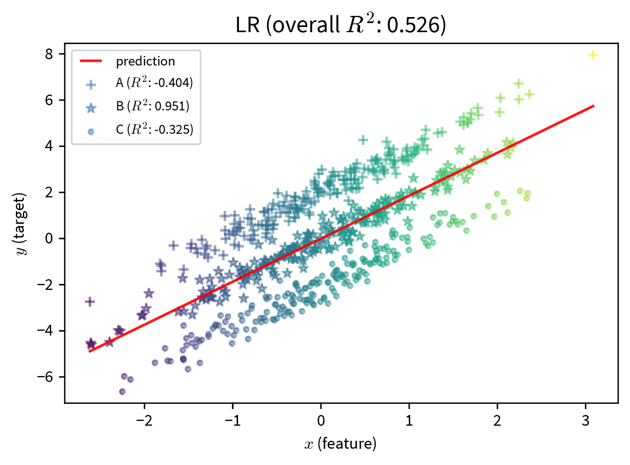 LR (overall R²: 0.526)
prediction
A (R²: -0.404)
B (R²: 0.951)
C (R²: -0.325)
8
6
4
2
0
−2
−4
−6
y (target)
−2
−1
0
1
2
3
x (feature)